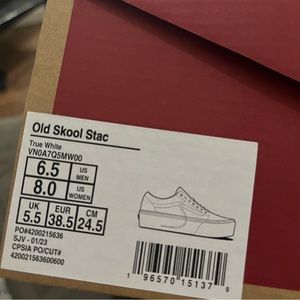 Old Skool Stac
True White
VN0A7Q5MW00
6.5 US MEN
8.0 US WOMEN
UK EUR CM
5.5 38.5 24.5
PO#4200215636
SJV - 01/23
CPSIA PO/CUT#
420021563600600
1 96570 15137 9